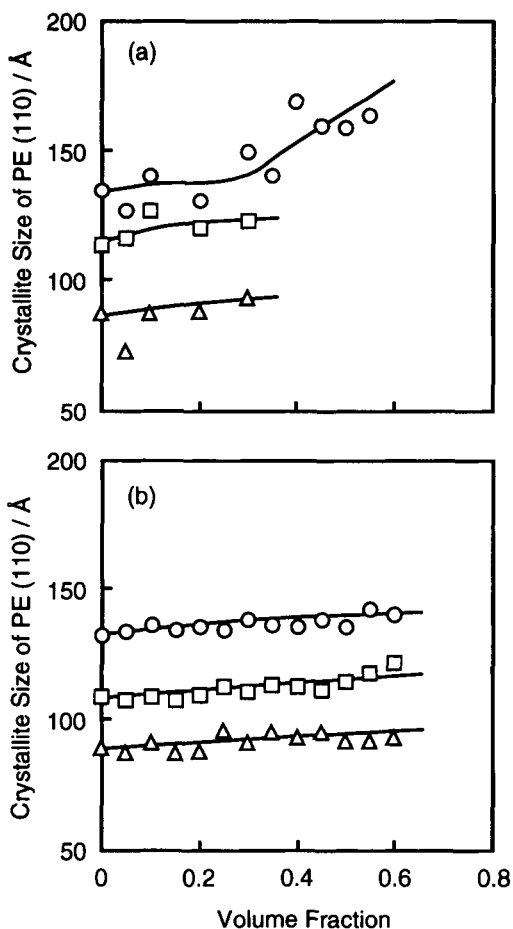 200
(a)
150
100
50
Crystallite Size of PE (110) / Å
200
(b)
150
100
50
Crystallite Size of PE (110) / Å
0
0.2
0.4
0.6
0.8
Volume Fraction